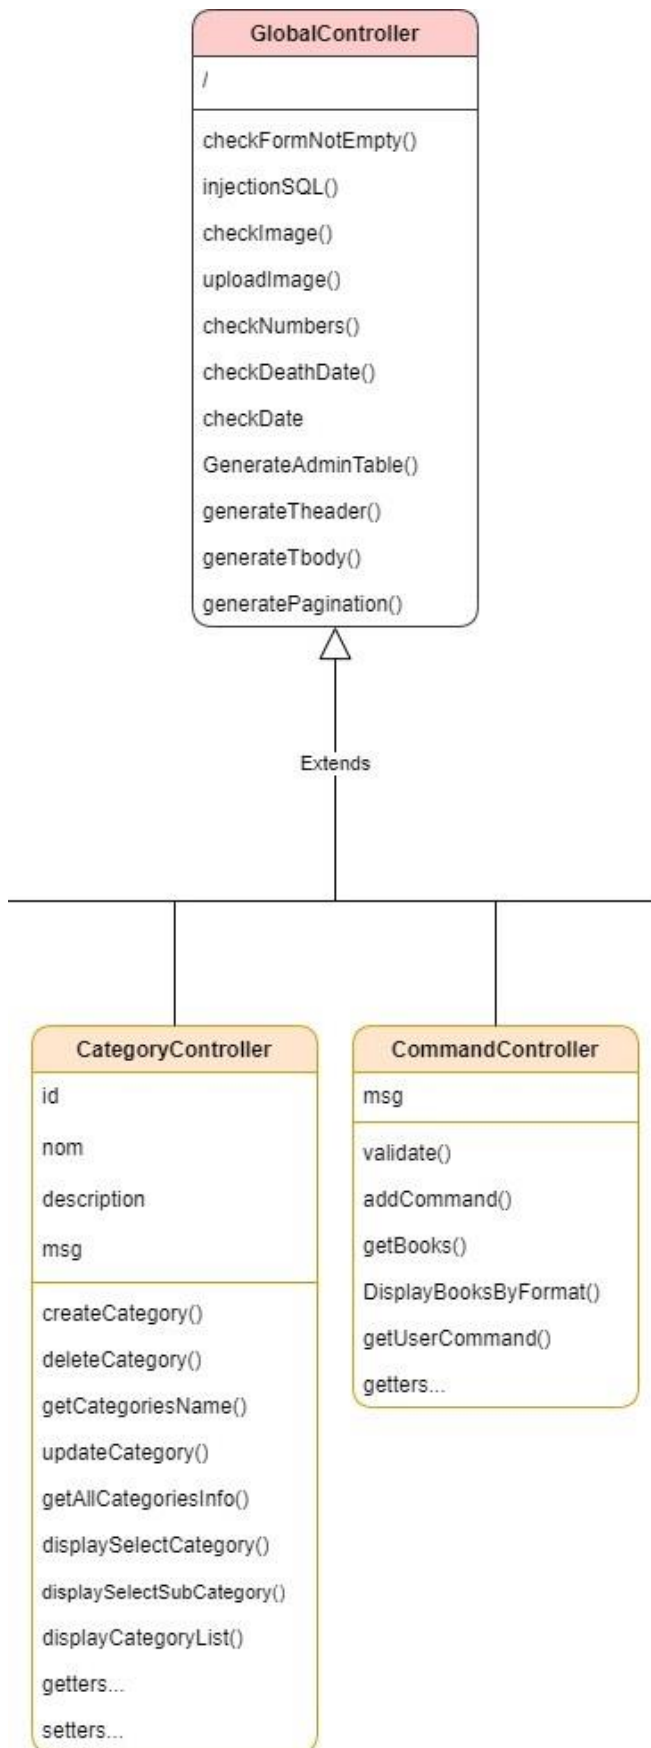 GlobalController
/
checkFormNotEmpty()
injectionSQL()
checkImage()
uploadImage()
checkNumbers()
checkDeathDate()
checkDate
GenerateAdminTable()
generateTheader()
generateTbody()
generatePagination()
Extends
CategoryController
id
nom
description
msg
createCategory()
deleteCategory()
getCategoriesName()
updateCategory()
getAllCategoriesInfo()
displaySelectCategory()
displaySelectSubCategory()
displayCategoryList()
getters...
setters...
CommandController
msg
validate()
addCommand()
getBooks()
DisplayBooksByFormat()
getUserCommand()
getters...